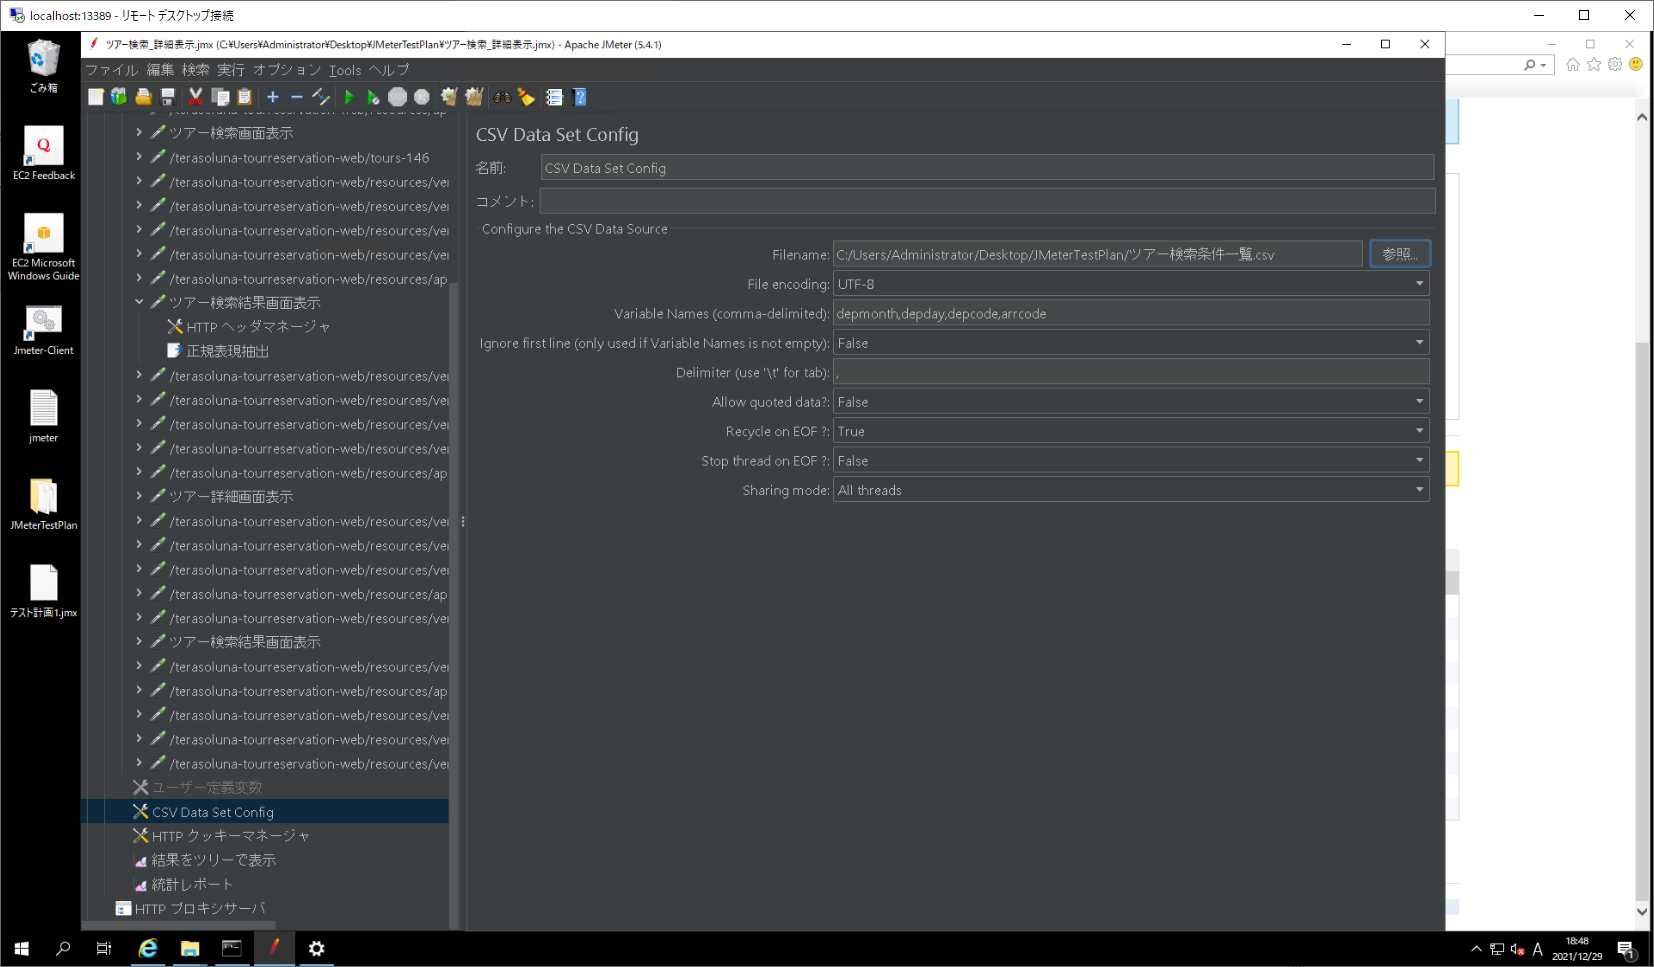 localhost:13389 - リモート デスクトップ接続
ツアー検索_詳細表示.jmx (C:¥Users¥Administrator¥Desktop¥JMeterTestPlan¥ツアー検索_詳細表示.jmx) - Apache JMeter (5.4.1)
ファイル 編集 検索 実行 オプション Tools ヘルプ
ごみ箱
EC2 Feedback
EC2 Microsoft
Windows Guide
Jmeter-Client
jmeter
JMeterTestPlan
テスト計画1.jmx
ツアー検索画面表示
/terasoluna-tourreservation-web/tours-146
/terasoluna-tourreservation-web/resources/ver
/terasoluna-tourreservation-web/resources/ver
/terasoluna-tourreservation-web/resources/ver
/terasoluna-tourreservation-web/resources/ver
/terasoluna-tourreservation-web/resources/ap
ツアー検索結果画面表示
HTTP ヘッダマネージャ
正規表現抽出
/terasoluna-tourreservation-web/resources/ver
/terasoluna-tourreservation-web/resources/ver
/terasoluna-tourreservation-web/resources/ver
/terasoluna-tourreservation-web/resources/ver
/terasoluna-tourreservation-web/resources/ap
ツアー詳細画面表示
/terasoluna-tourreservation-web/resources/ver
/terasoluna-tourreservation-web/resources/ver
/terasoluna-tourreservation-web/resources/ver
/terasoluna-tourreservation-web/resources/ap
/terasoluna-tourreservation-web/resources/ver
ツアー検索結果画面表示
/terasoluna-tourreservation-web/resources/ver
/terasoluna-tourreservation-web/resources/ap
/terasoluna-tourreservation-web/resources/ver
/terasoluna-tourreservation-web/resources/ver
/terasoluna-tourreservation-web/resources/ver
ユーザー定義変数
CSV Data Set Config
HTTP クッキーマネージャ
結果をツリーで表示
統計レポート
HTTP プロキシサーバ
CSV Data Set Config
名前: CSV Data Set Config
コメント:
Configure the CSV Data Source
Filename: C:/Users/Administrator/Desktop/JMeterTestPlan/ツアー検索条件一覧.csv 参照...
File encoding: UTF-8
Variable Names (comma-delimited): depmonth,depday,depcode,arrcode
Ignore first line (only used if Variable Names is not empty): False
Delimiter (use '\t' for tab): ,
Allow quoted data?: False
Recycle on EOF ?: True
Stop thread on EOF ?: False
Sharing mode: All threads
A
18:48
2021/12/29
1